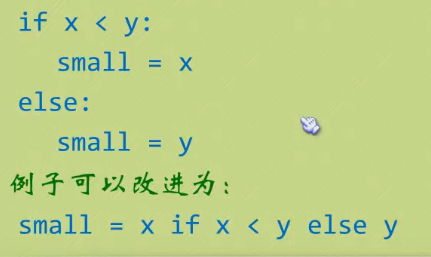 if x < y:
small = x
else:
small = y
例子可以改进为：
small = x if x < y else y